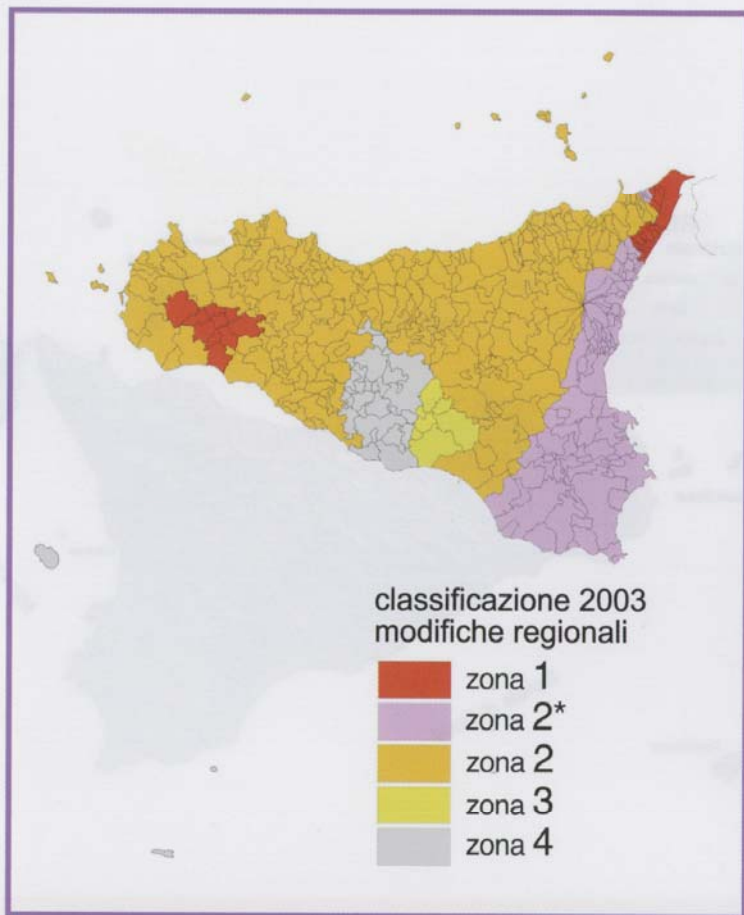 classificazione 2003
modifiche regionali
zona 1
zona 2*
zona 2
zona 3
zona 4